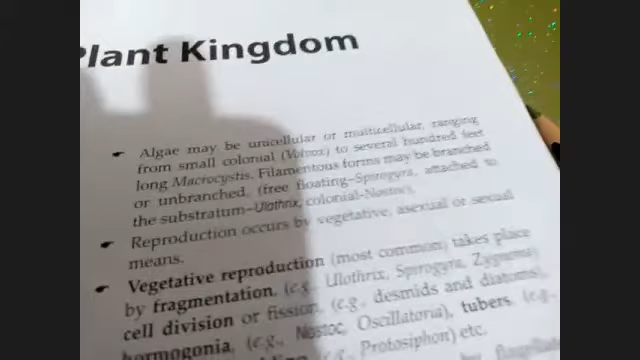 Plant Kingdom
Algae may be unicellular or multicellular, ranging
from small colonial (Volvox) to several hundred feet
long Macrocystis. Filamentous forms may be branched
or unbranched, (free floating–Spirogyra, attached to
the substratum–Ulothrix, colonial-Nostoc).
Reproduction occurs by vegetative, asexual or sexual
means.
Vegetative reproduction (most common) takes place
by fragmentation, (e.g., Ulothrix, Spirogyra, Zygnema)
cell division or fission, (e.g., desmids and diatoms),
hormogonia, (e.g., Nostoc, Oscillatoria), tubers, (e.g.,
(e.g., Protosiphon) etc.
by flagellate